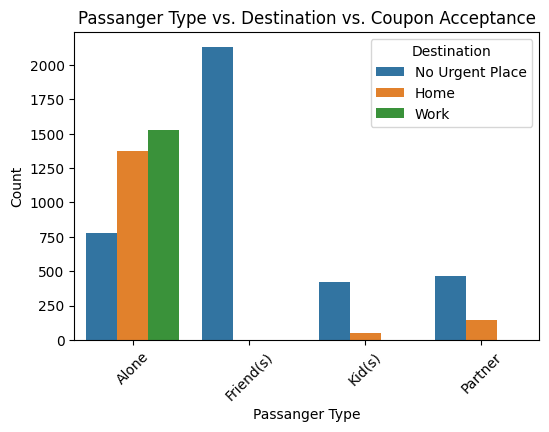 Passanger Type vs. Destination vs. Coupon Acceptance
Destination
No Urgent Place
Home
Work
Count
2000
1750
1500
1250
1000
750
500
250
0
Alone
Friend(s)
Kid(s)
Partner
Passanger Type